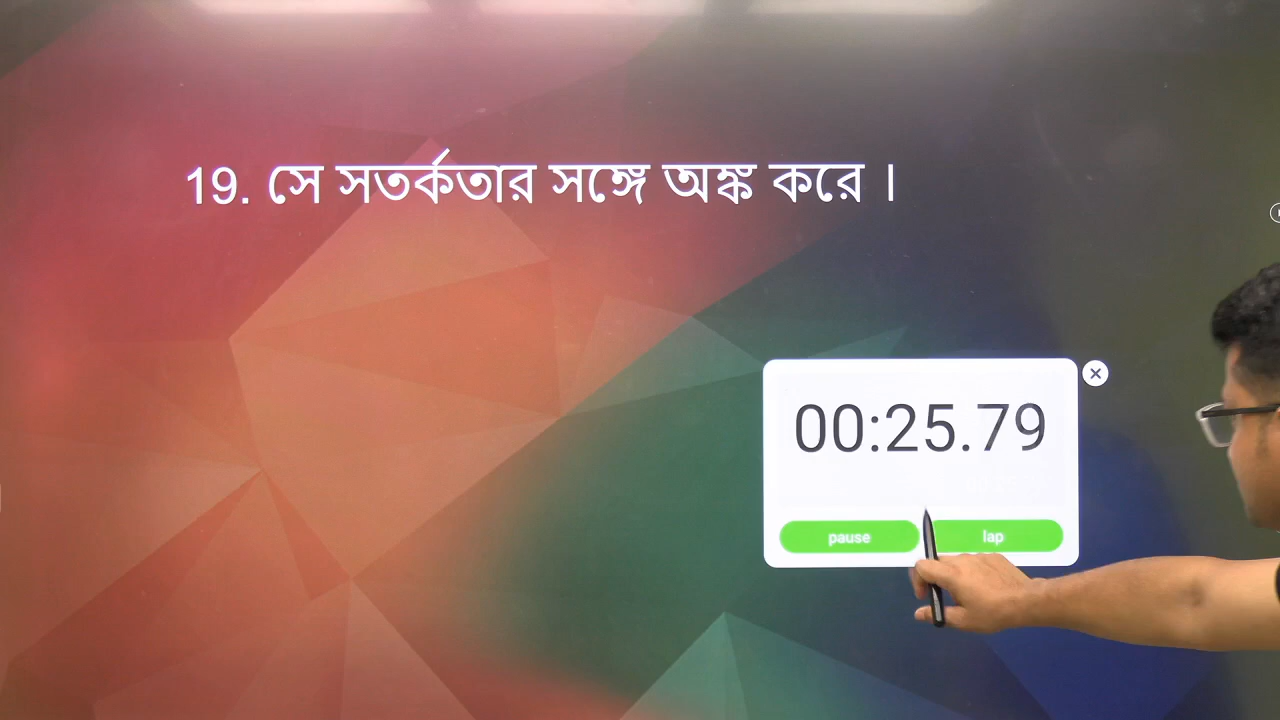 19. সে সতর্কতার সঙ্গে অঙ্ক করে ।
00:25.79
pause lap